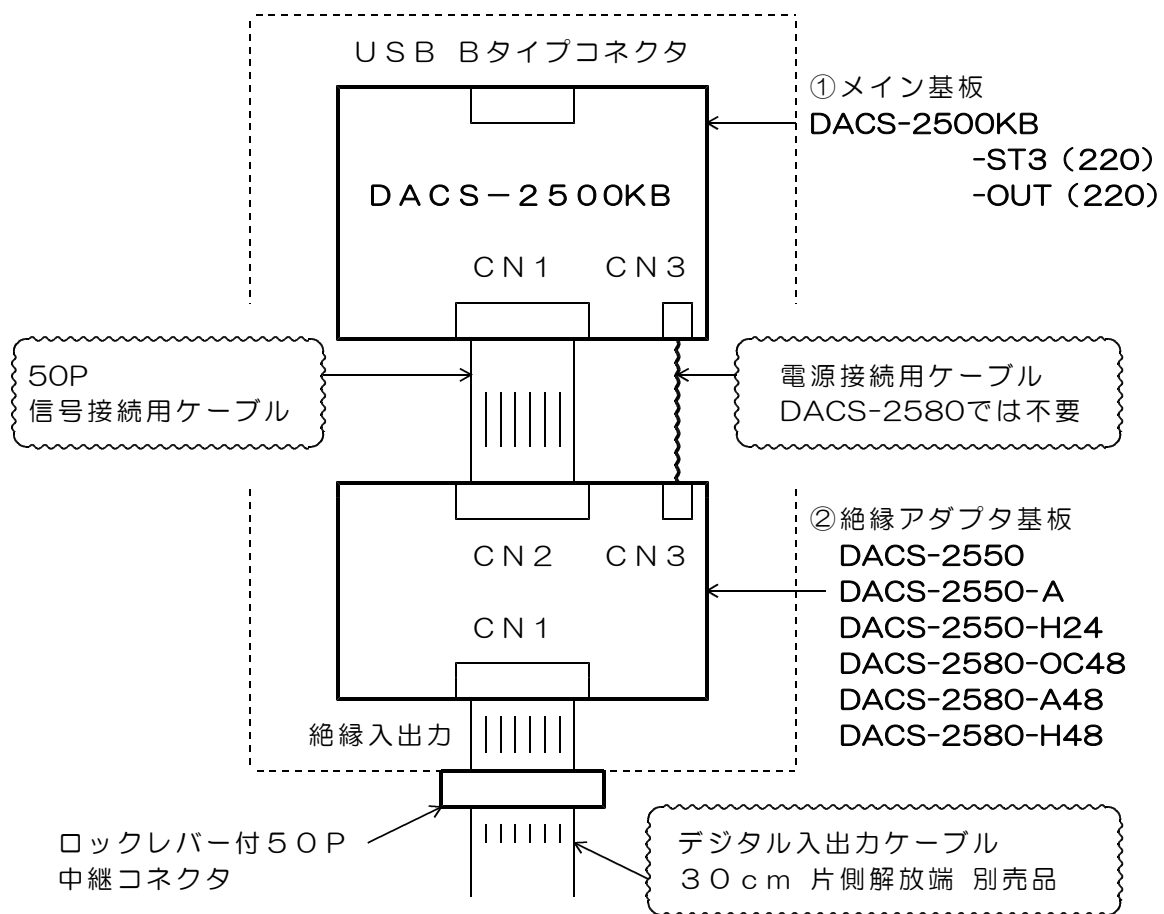 USB Bタイプコネクタ
①メイン基板
DACS-2500KB
-ST3（220）
-OUT（220）
DACS－2500KB
CN1 CN3
50P
信号接続用ケーブル
電源接続用ケーブル
DACS-2580では不要
②絶縁アダプタ基板
DACS-2550
DACS-2550-A
DACS-2550-H24
DACS-2580-OC48
DACS-2580-A48
DACS-2580-H48
CN2 CN3
CN1
絶縁入出力
ロックレバー付50P
中継コネクタ
デジタル入出力ケーブル
30cm 片側解放端 別売品